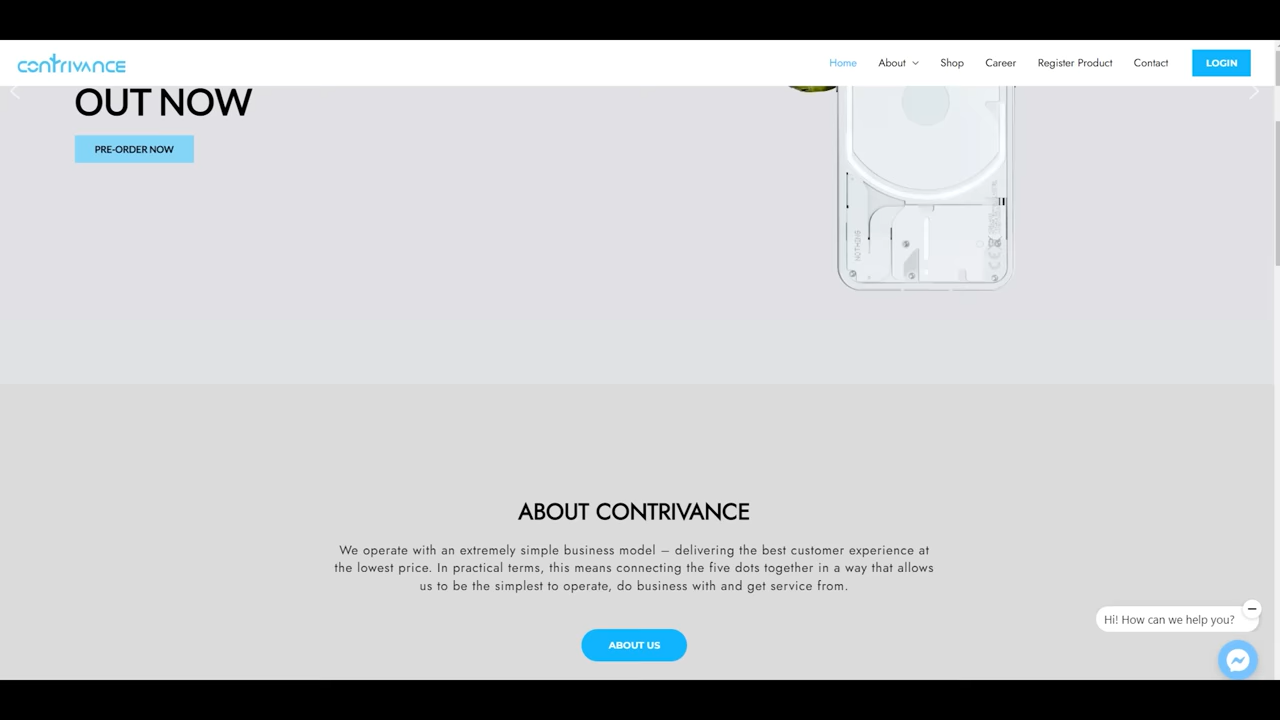 contrivance
Home About Shop Career Register Product Contact LOGIN
OUT NOW
PRE-ORDER NOW
NOTHING
ABOUT CONTRIVANCE
We operate with an extremely simple business model – delivering the best customer experience at
the lowest price. In practical terms, this means connecting the five dots together in a way that allows
us to be the simplest to operate, do business with and get service from.
ABOUT US
Hi! How can we help you?